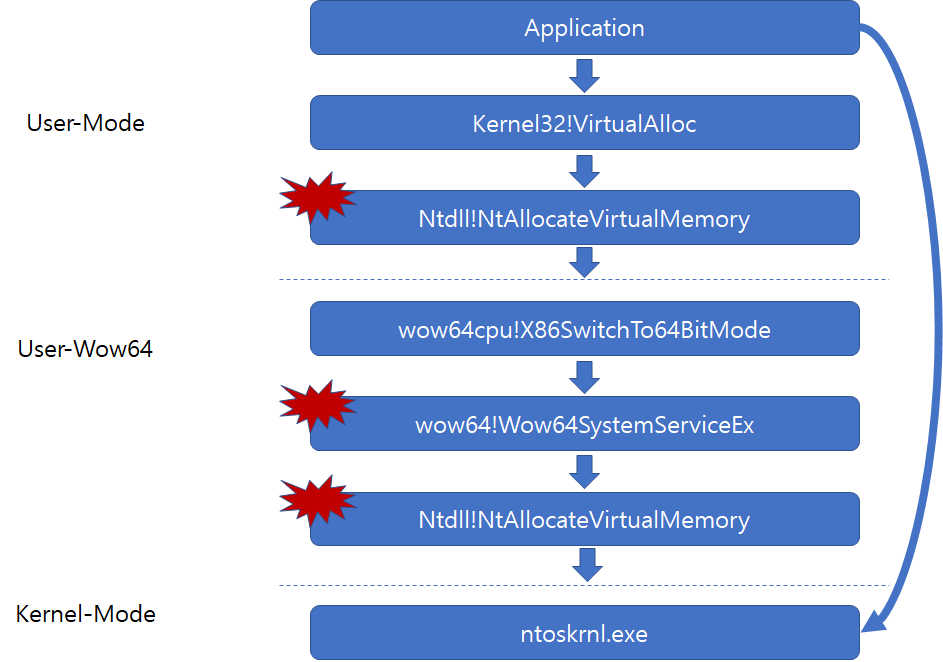 Application
User-Mode
Kernel32!VirtualAlloc
Ntdll!NtAllocateVirtualMemory
User-Wow64
wow64cpu!X86SwitchTo64BitMode
wow64!Wow64SystemServiceEx
Ntdll!NtAllocateVirtualMemory
Kernel-Mode
ntoskrnl.exe